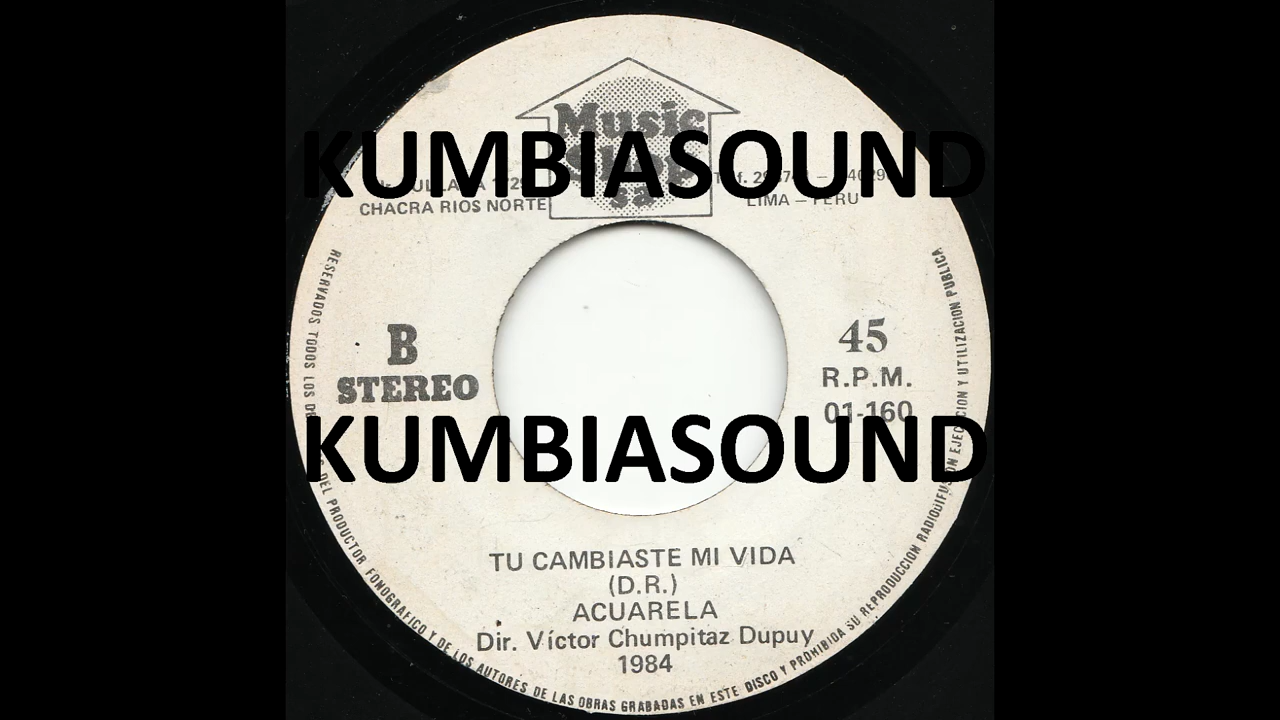 Music
Shop
sa
KUMBIASOUND
CHACRA RIOS NORTE
LIMA – PERU
B
STEREO
45
R.P.M.
01-160
KUMBIASOUND
TU CAMBIASTE MI VIDA
(D.R.)
ACUARELA
Dir. Víctor Chumpitaz Dupuy
1984
RESERVADOS TODOS LOS DEL PRODUCTOR FONOGRAFICO Y DE LOS AUTORES DE LAS OBRAS GRABADAS EN ESTE DISCO Y PROHIBIDA SU REPRODUCCION RADIODIFUSION EJECUCION Y UTILIZACION PUBLICA